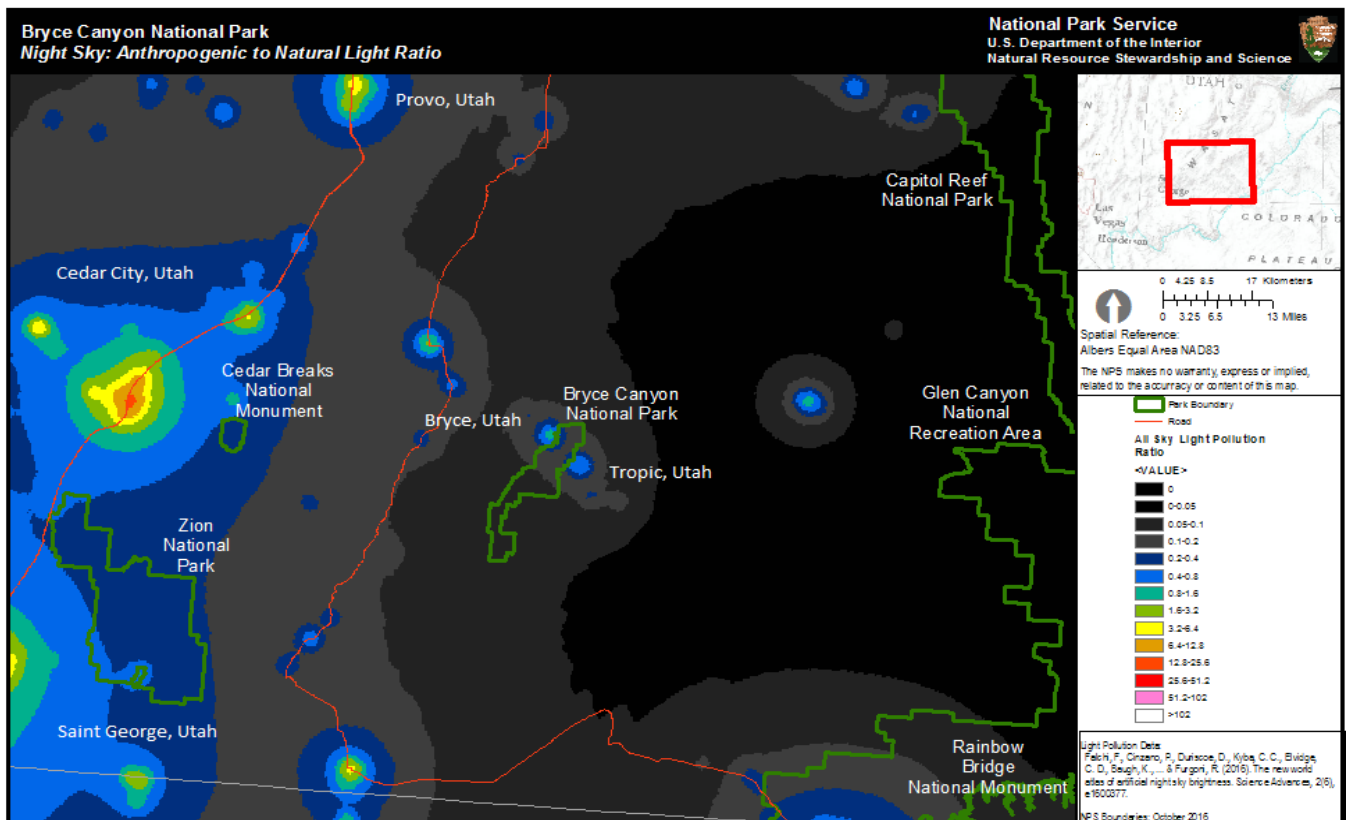 Bryce Canyon National Park
Night Sky: Anthropogenic to Natural Light Ratio
National Park Service
U.S. Department of the Interior
Natural Resource Stewardship and Science
Provo, Utah
Capitol Reef
National Park
Cedar City, Utah
Cedar Breaks
National
Monument
Bryce Canyon
National Park
Bryce, Utah
Glen Canyon
National
Recreation Area
Tropic, Utah
Zion
National
Park
Saint George, Utah
Rainbow
Bridge
National Monument
UTAH
Las
Vegas
Henderson
COLORADO
PLATEAU
0 4.25 8.5 17 Kilometers
0 3.25 6.5 13 Miles
Spatial Reference:
Albers Equal Area NAD83
The NPS makes no warranty, express or implied,
related to the accurracy or content of this map.
Park Boundary
Road
All Sky Light Pollution
Ratio
<VALUE>
0
0-0.05
0.05-0.1
0.1-0.2
0.2-0.4
0.4-0.8
0.8-1.6
1.6-3.2
3.2-6.4
6.4-12.8
12.8-25.6
25.6-51.2
51.2-102
>102
Light Pollution Data:
Falchi, F., Cinzano, P., Duriscoe, D., Kyba, C. C., Elvidge,
C. D., Baugh, K., ... & Furgoni, R. (2016). The new world
atlas of artificial night sky brightness. Science Advances, 2(6),
e1600377.
NPS Boundaries: October 2016